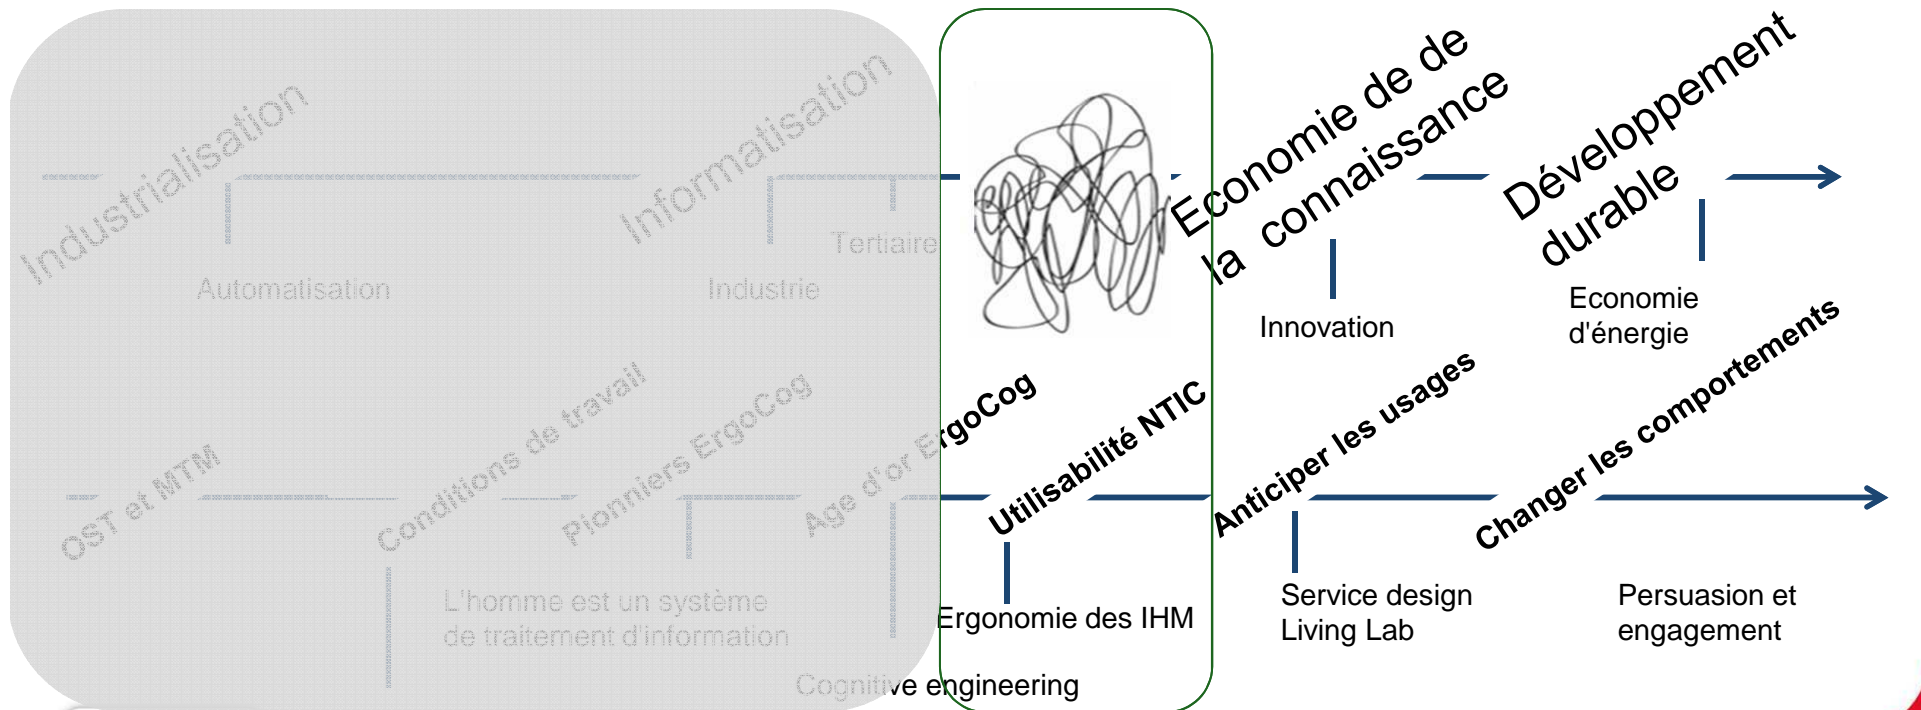 Industrialisation
Automatisation
Informatisation
Industrie
Tertiaire
Economie de de
la connaissance
Innovation
Développement
durable
Economie
d'énergie
OST et MTM
Conditions de travail
Pionniers ErgoCog
L'homme est un système
de traitement d'information
Age d'or ErgoCog
Cognitive engineering
Utilisabilité NTIC
Ergonomie des IHM
Anticiper les usages
Service design
Living Lab
Changer les comportements
Persuasion et
engagement